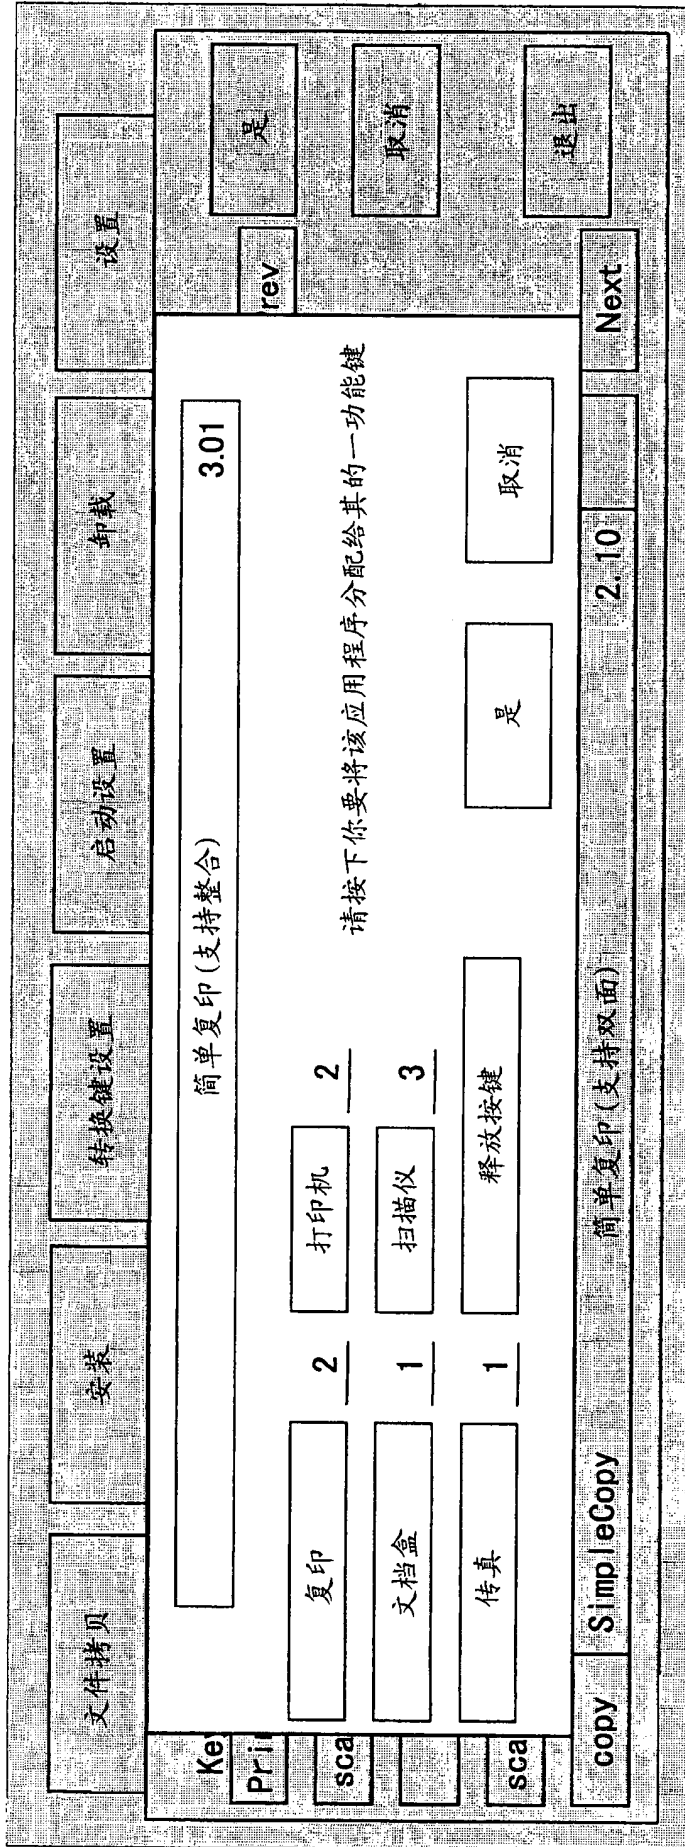 文件拷贝 安装 转换键设置 启动设置 卸载 设置
Key
Pri
sca
sca
rev
是
取消
退出
简单复印(支持整合) 3.01
复印 2 打印机 2
请按下你要将该应用程序分配给其的一功能键
文档盒 1 扫描仪 3
传真 1 释放按键 是 取消
copy SimpleCopy 简单复印(支持双面) 2.10 Next